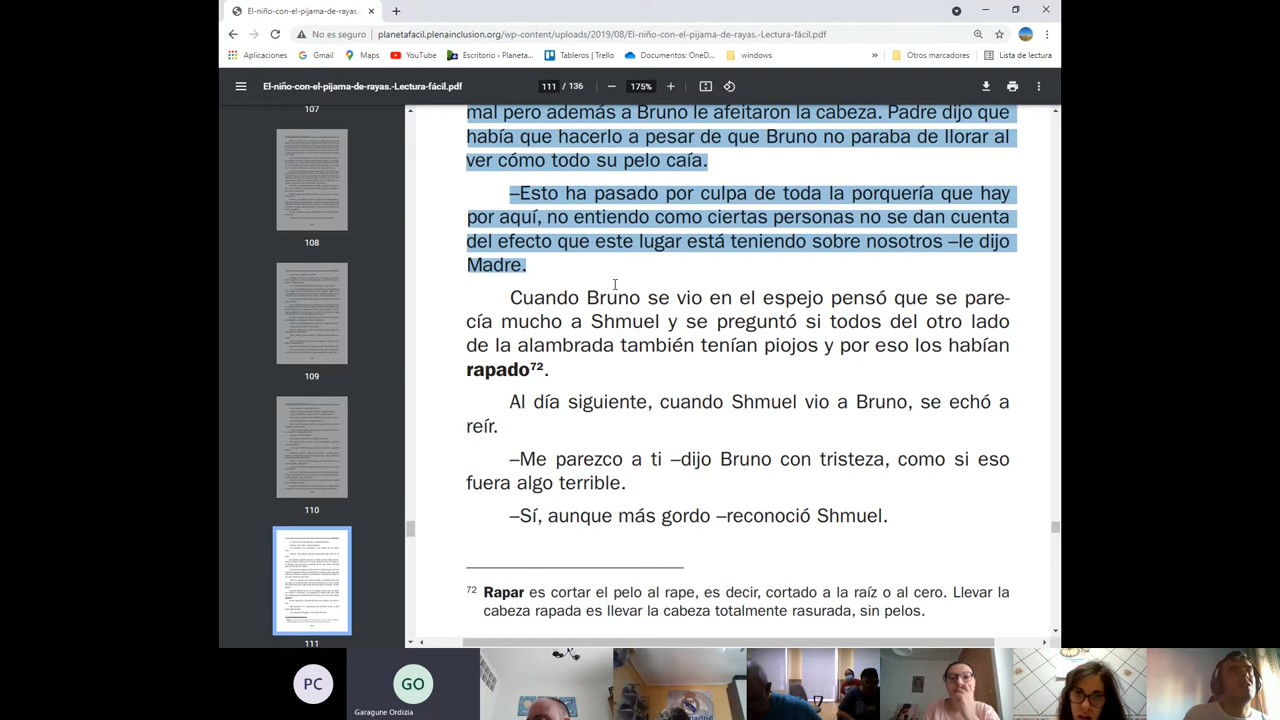 El-niño-con-el-pijama-de-rayas.-L
No es seguro planetafacil.plenainclusion.org/wp-content/uploads/2019/08/El-niño-con-el-pijama-de-rayas.-Lectura-fácil.pdf
Aplicaciones Gmail Maps YouTube Escritorio <Planeta... Tableros | Trello Documentos: OneD... windows » Otros marcadores Lista de lectura
El-niño-con-el-pijama-de-rayas.-Lectura-fácil.pdf 111 / 136 175%
107
108
109
110
111
mal pero además a Bruno le afeitaron la cabeza. Padre dijo que
había que hacerlo a pesar de que Bruno no paraba de llorar al
ver cómo todo su pelo caía.
–Esto ha pasado por culpa de toda la porquería que hay
por aquí, no entiendo como ciertas personas no se dan cuenta
del efecto que este lugar está teniendo sobre nosotros –le dijo
Madre.
Cuando Bruno se vio en el espejo pensó que se pare-
cía mucho a Shmuel y se preguntó si todos del otro lado
de la alambrada también tenían piojos y por eso los habían
rapado72.
Al día siguiente, cuando Shmuel vio a Bruno, se echó a
reír.
–Me parezco a ti –dijo Bruno con tristeza, como si eso
fuera algo terrible.
–Sí, aunque más gordo –reconoció Shmuel.
72 Rapar es poner el pelo al rape, es decir, cortado a la raíz o al cero. Llevar la
cabeza rapada es llevar la cabeza totalmente rasurada, sin pelos.
PC
GO
Garagune Ordizia